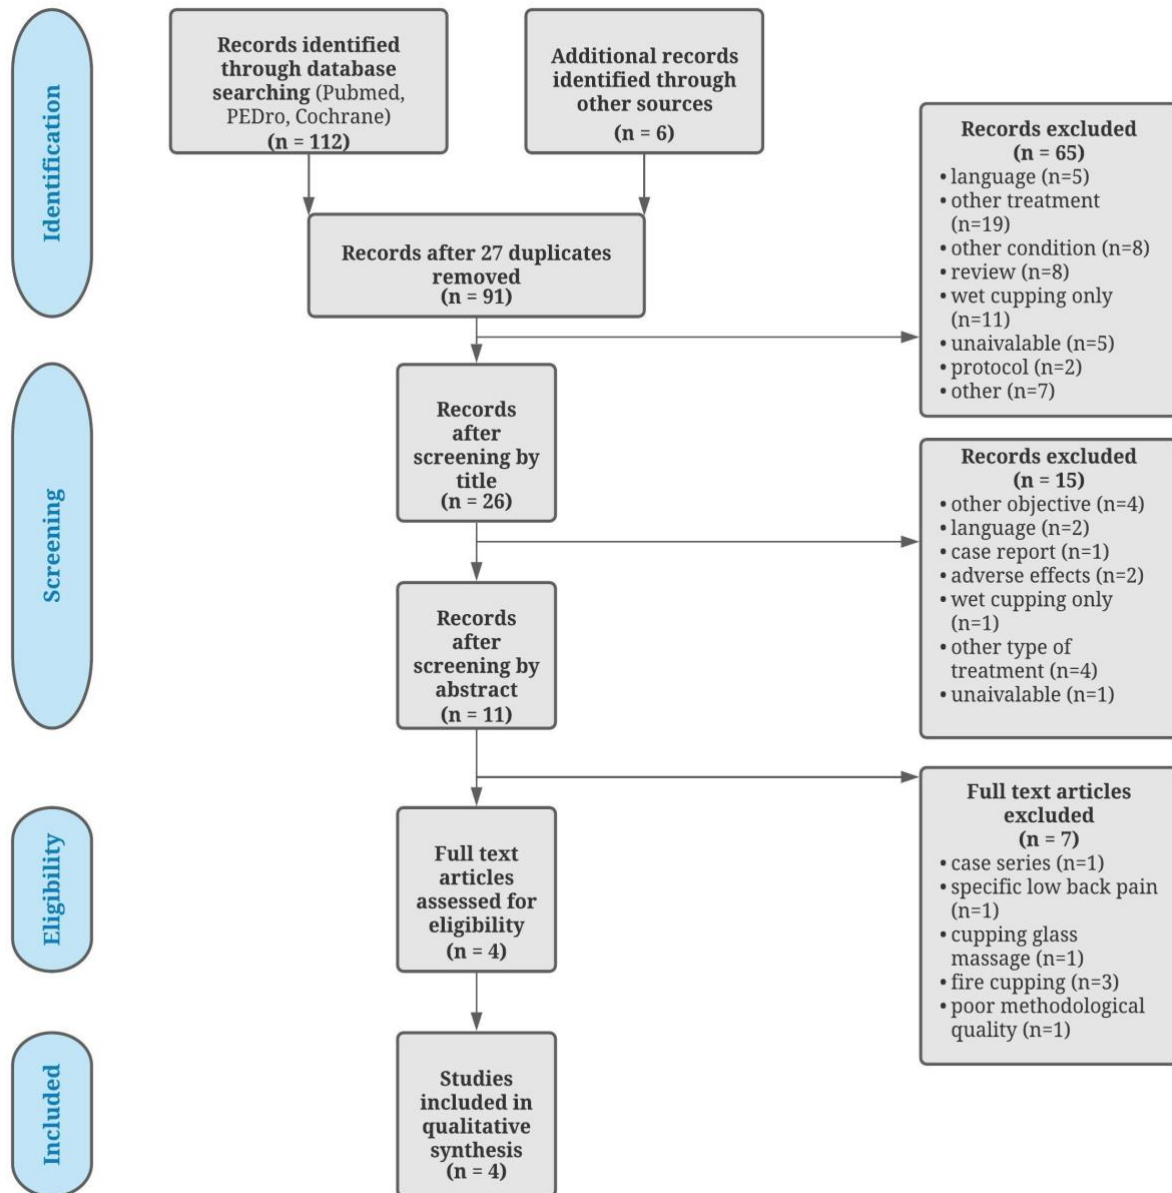 Identification
Records identified
through database
searching (Pubmed,
PEDro, Cochrane)
(n = 112)
Additional records
identified through
other sources
(n = 6)
Records after 27 duplicates
removed
(n = 91)
Records excluded
(n = 65)
• language (n=5)
• other treatment
(n=19)
• other condition (n=8)
• review (n=8)
• wet cupping only
(n=11)
• unaivalable (n=5)
• protocol (n=2)
• other (n=7)
Screening
Records
after
screening by
title
(n = 26)
Records excluded
(n = 15)
• other objective (n=4)
• language (n=2)
• case report (n=1)
• adverse effects (n=2)
• wet cupping only
(n=1)
• other type of
treatment (n=4)
• unaivalable (n=1)
Records
after
screening by
abstract
(n = 11)
Full text articles
excluded
(n = 7)
• case series (n=1)
• specific low back pain
(n=1)
• cupping glass
massage (n=1)
• fire cupping (n=3)
• poor methodological
quality (n=1)
Eligibility
Full text
articles
assessed for
eligibility
(n = 4)
Included
Studies
included in
qualitative
synthesis
(n = 4)